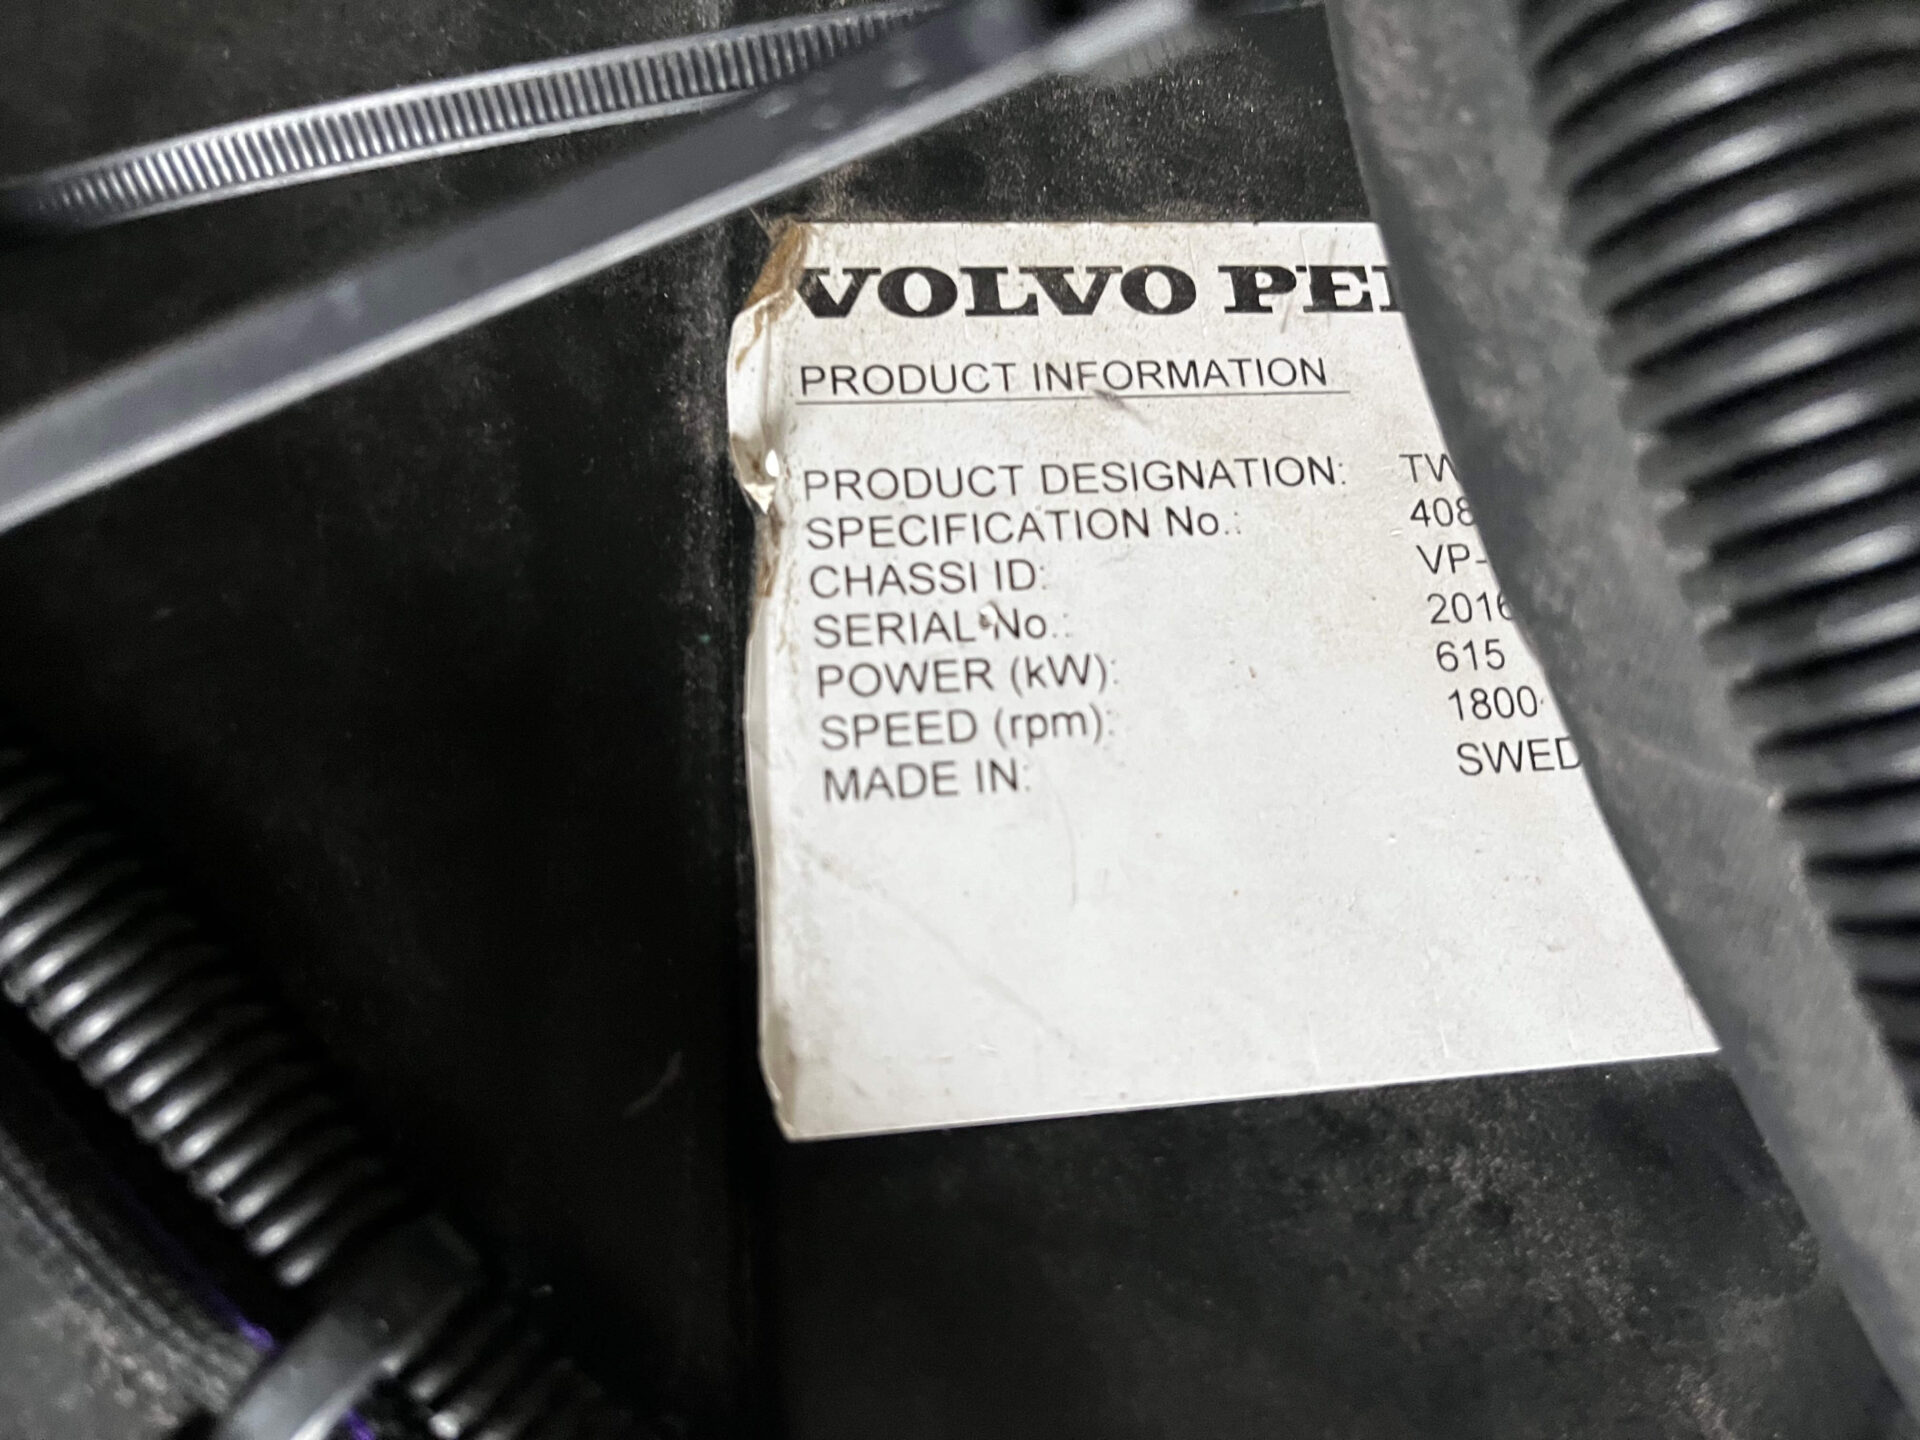 VOLVO PE
PRODUCT INFORMATION
PRODUCT DESIGNATION: TW
SPECIFICATION No.: 408
CHASSI ID: VP-
SERIAL No.: 2016
POWER (kW): 615
SPEED (rpm): 1800
MADE IN: SWED